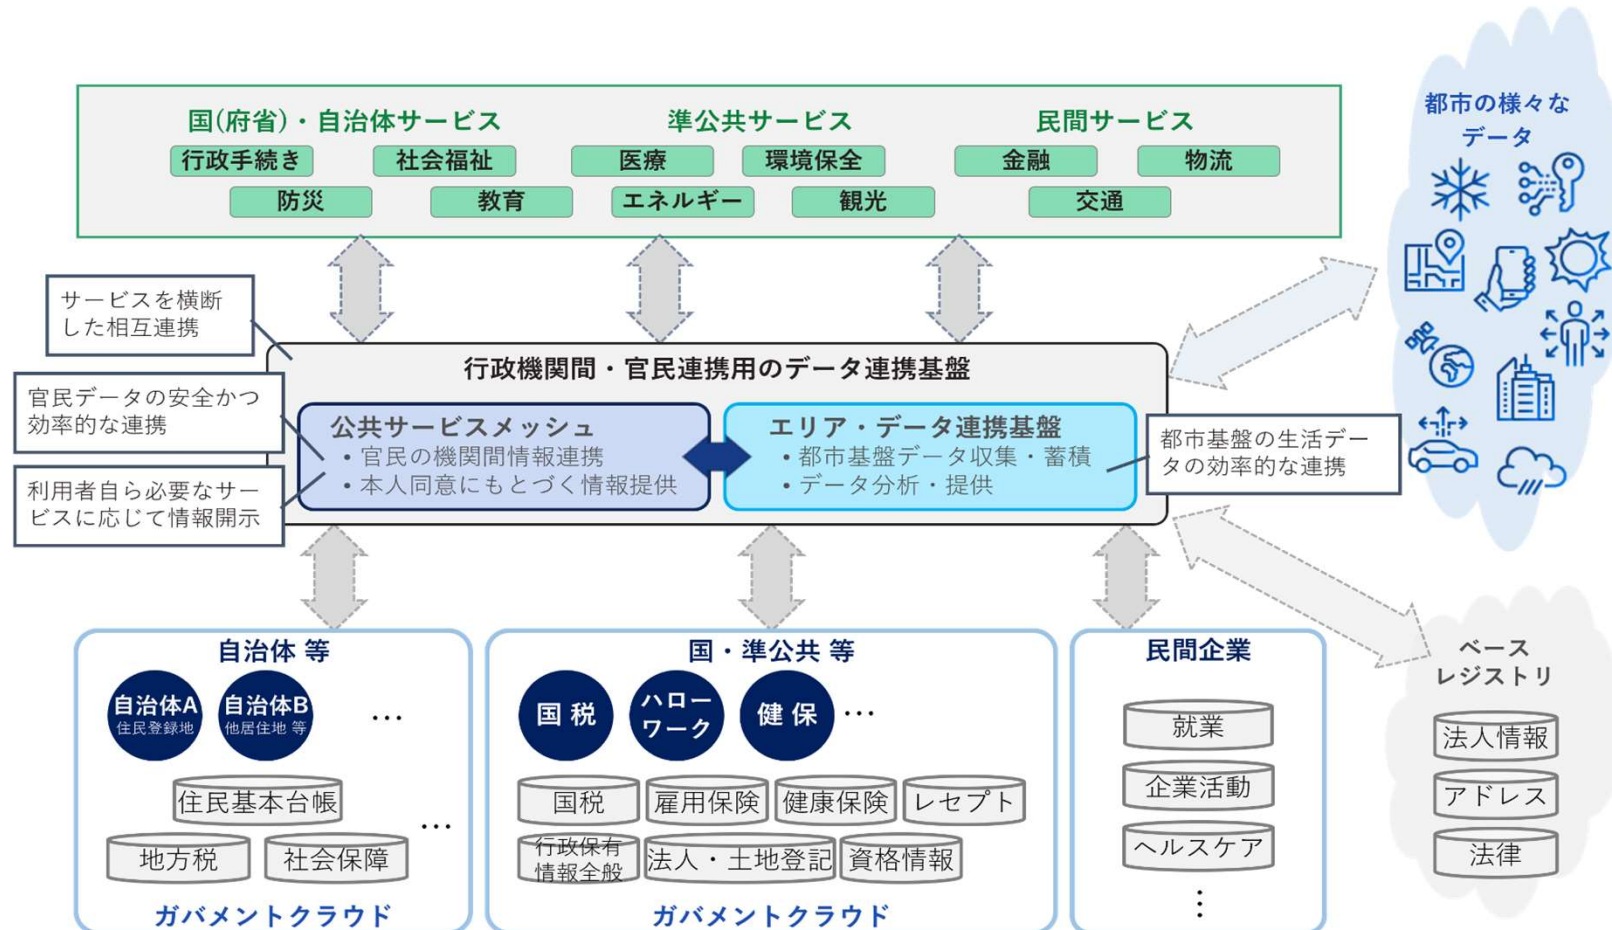 国(府省)・自治体サービス
行政手続き
社会福祉
防災
教育
準公共サービス
医療
環境保全
エネルギー
観光
民間サービス
金融
物流
交通
都市の様々な
データ
サービスを横断
した相互連携
官民データの安全かつ
効率的な連携
利用者自ら必要なサー
ビスに応じて情報開示
行政機関間・官民連携用のデータ連携基盤
公共サービスメッシュ
• 官民の機関間情報連携
• 本人同意にもとづく情報提供
エリア・データ連携基盤
• 都市基盤データ収集・蓄積
• データ分析・提供
都市基盤の生活デー
タの効率的な連携
自治体 等
自治体A
住民登録地
自治体B
他居住地 等
…
住民基本台帳
…
地方税
社会保障
ガバメントクラウド
国・準公共 等
国 税
ハロー
ワーク
健 保
…
国税
雇用保険
健康保険
レセプト
行政保有
情報全般
法人・土地登記
資格情報
ガバメントクラウド
民間企業
就業
企業活動
ヘルスケア
⋮
ベース
レジストリ
法人情報
アドレス
法律